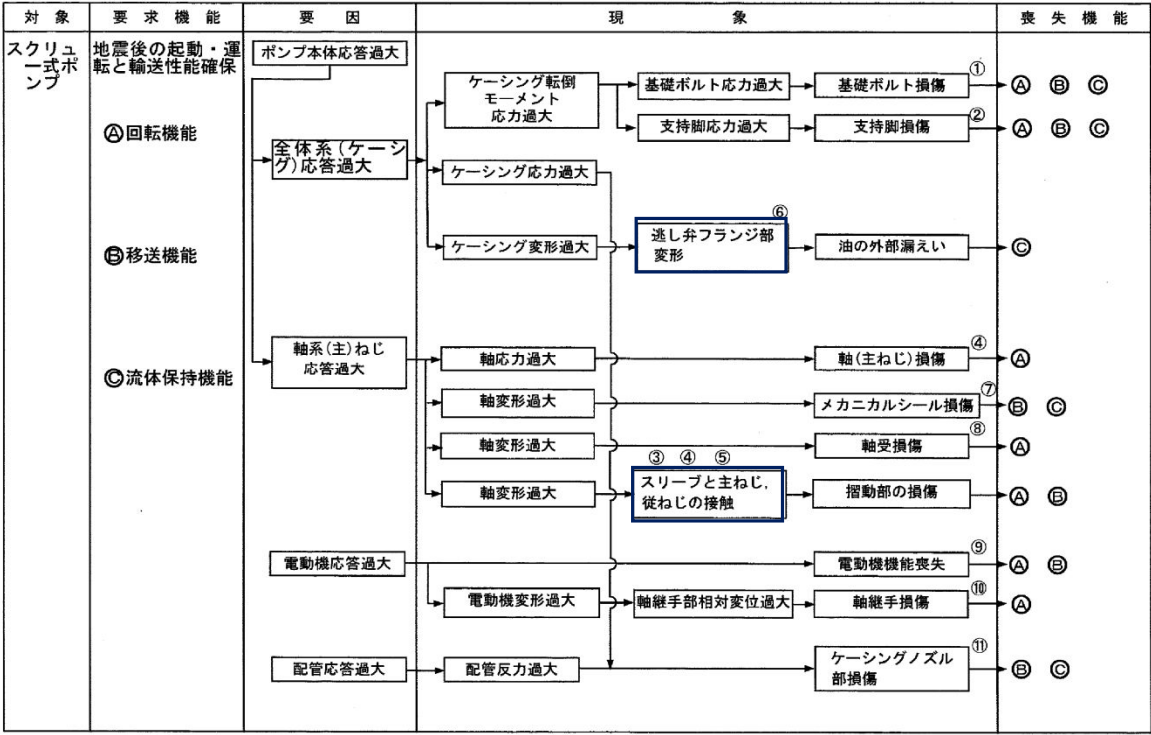 対象
要求機能
要因
現象
喪失機能
スクリュ
ー式ポ
ンプ
地震後の起動・運
転と輸送性能確保
Ⓐ回転機能
Ⓑ移送機能
Ⓒ流体保持機能
ポンプ本体応答過大
全体系(ケーシ
グ)応答過大
ケーシング転倒
モーメント
応力過大
基礎ボルト応力過大
①
基礎ボルト損傷
Ⓐ Ⓑ Ⓒ
支持脚応力過大
②
支持脚損傷
Ⓐ Ⓑ Ⓒ
ケーシング応力過大
ケーシング変形過大
⑥
逃し弁フランジ部
変形
油の外部漏えい
Ⓒ
軸系(主)ねじ
応答過大
軸応力過大
④
軸(主ねじ)損傷
Ⓐ
軸変形過大
⑦
メカニカルシール損傷
Ⓑ Ⓒ
軸変形過大
⑧
軸受損傷
Ⓐ
軸変形過大
③ ④ ⑤
スリーブと主ねじ,
従ねじの接触
摺動部の損傷
Ⓐ Ⓑ
電動機応答過大
⑨
電動機機能喪失
Ⓐ Ⓑ
電動機変形過大
軸継手部相対変位過大
⑩
軸継手損傷
Ⓐ
配管応答過大
配管反力過大
⑪
ケーシングノズル
部損傷
Ⓑ Ⓒ